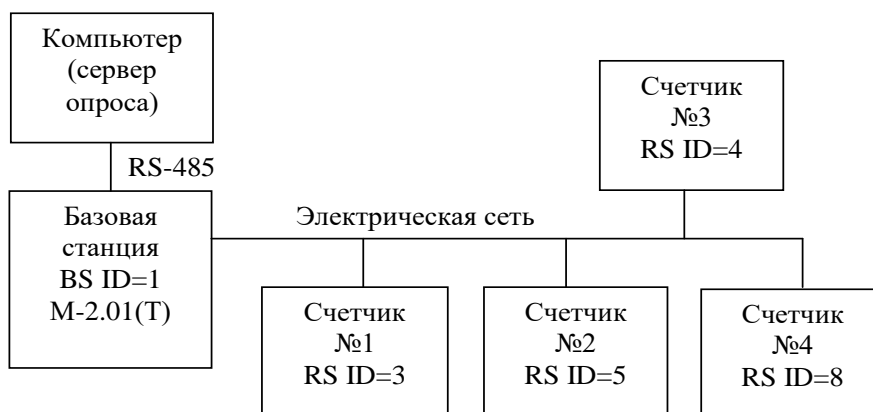 Компьютер
(сервер
опроса)
RS-485
Базовая
станция
BS ID=1
М-2.01(Т)
Электрическая сеть
Счетчик
№3
RS ID=4
Счетчик
№1
RS ID=3
Счетчик
№2
RS ID=5
Счетчик
№4
RS ID=8